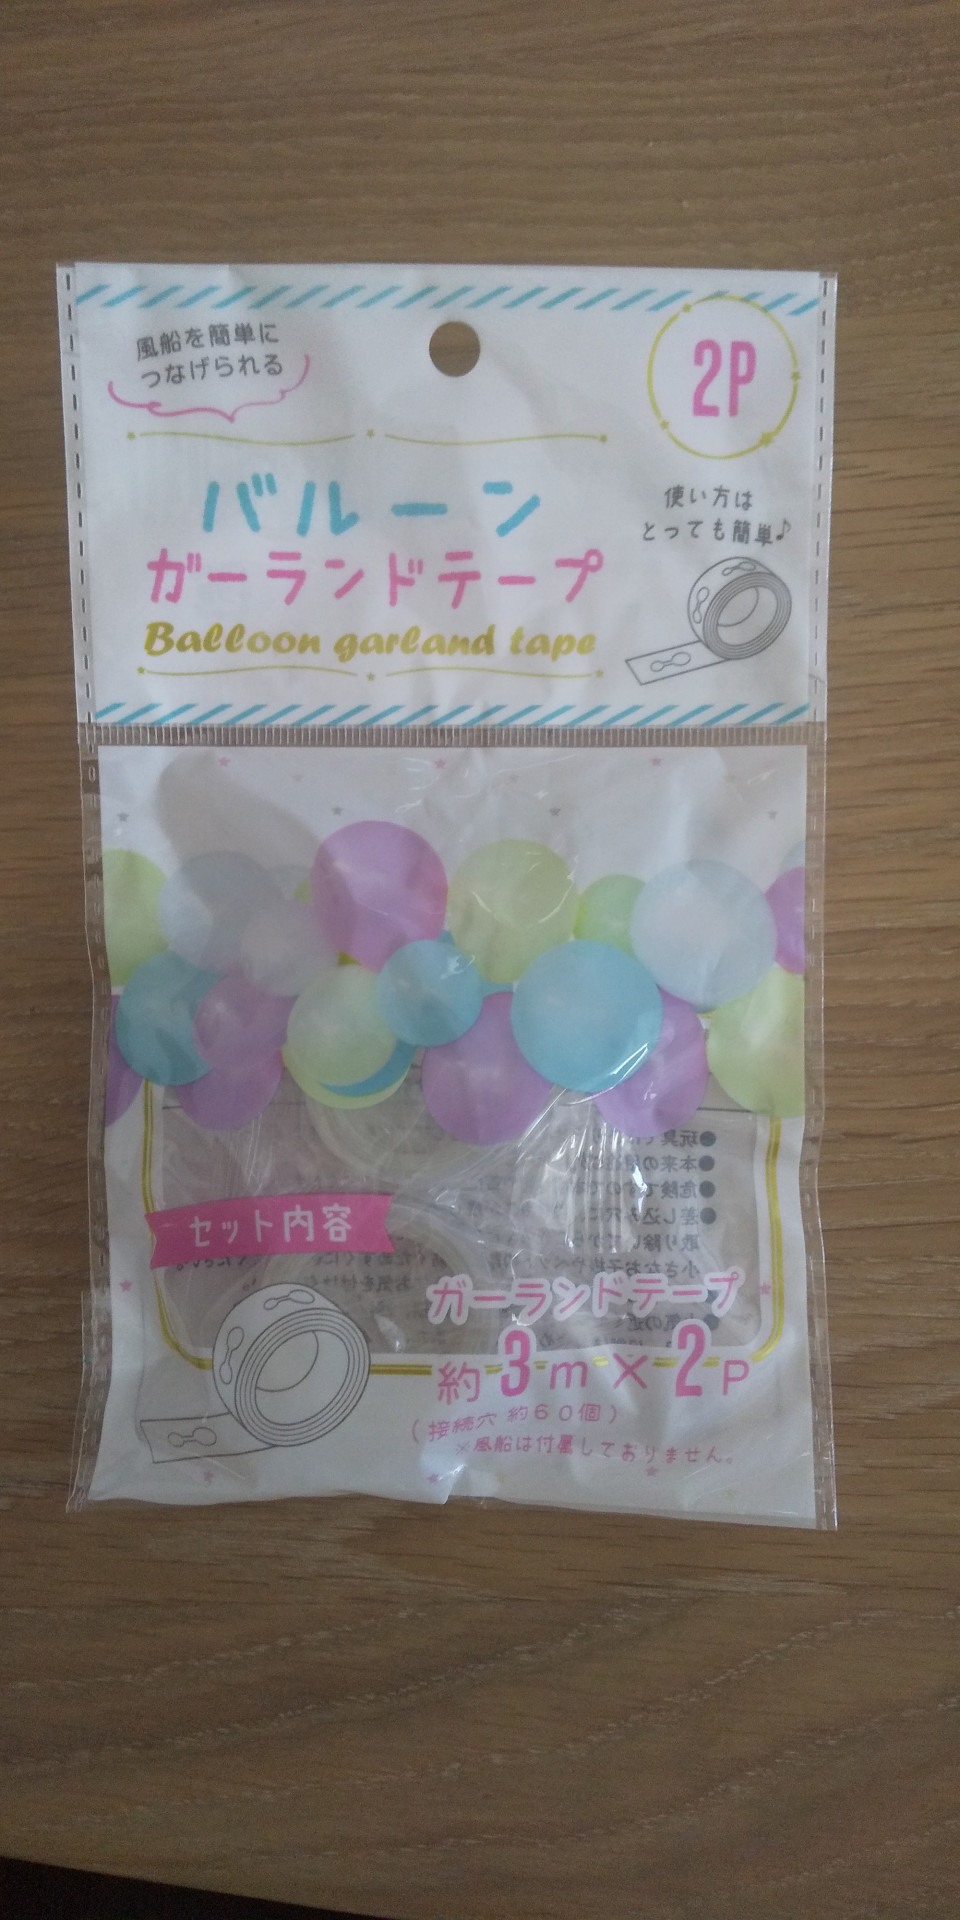 風船を簡単に
つなげられる
2P
バルーン
ガーランドテープ
Balloon garland tape
使い方は
とっても簡単♪
セット内容
ガーランドテープ
約3m×2P
(接続穴 約60個)
※風船は付属しておりません。